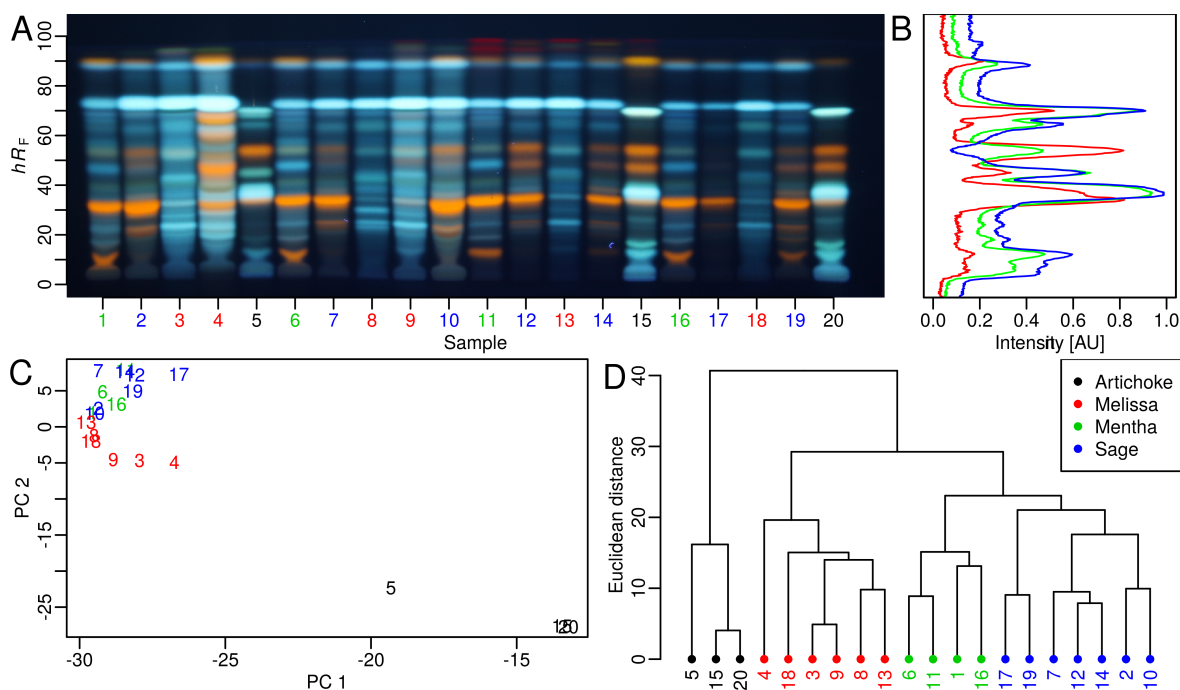 A
100
80
60
40
20
0
hRF
1 2 3 4 5 6 7 8 9 10 11 12 13 14 15 16 17 18 19 20
Sample
B
0.0 0.2 0.4 0.6 0.8 1.0
Intensity [AU]
C
5
0
-5
-15
-25
PC 2
7 14 12 17
6 19
16
2
10
13
8
18
9 3 4
5
15 20
-30 -25 -20 -15
PC 1
D
40
30
20
10
0
Euclidean distance
Artichoke
Melissa
Mentha
Sage
5 15 20 4 18 3 9 8 13 6 11 1 16 17 19 7 12 14 2 10